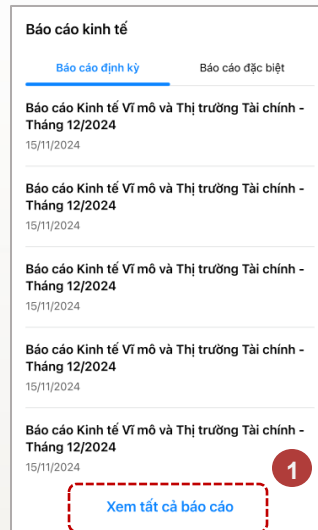 Báo cáo kinh tế
Báo cáo định kỳ Báo cáo đặc biệt
Báo cáo Kinh tế Vĩ mô và Thị trường Tài chính -
Tháng 12/2024
15/11/2024
Báo cáo Kinh tế Vĩ mô và Thị trường Tài chính -
Tháng 12/2024
15/11/2024
Báo cáo Kinh tế Vĩ mô và Thị trường Tài chính -
Tháng 12/2024
15/11/2024
Báo cáo Kinh tế Vĩ mô và Thị trường Tài chính -
Tháng 12/2024
15/11/2024
Báo cáo Kinh tế Vĩ mô và Thị trường Tài chính -
Tháng 12/2024
15/11/2024
1
Xem tất cả báo cáo